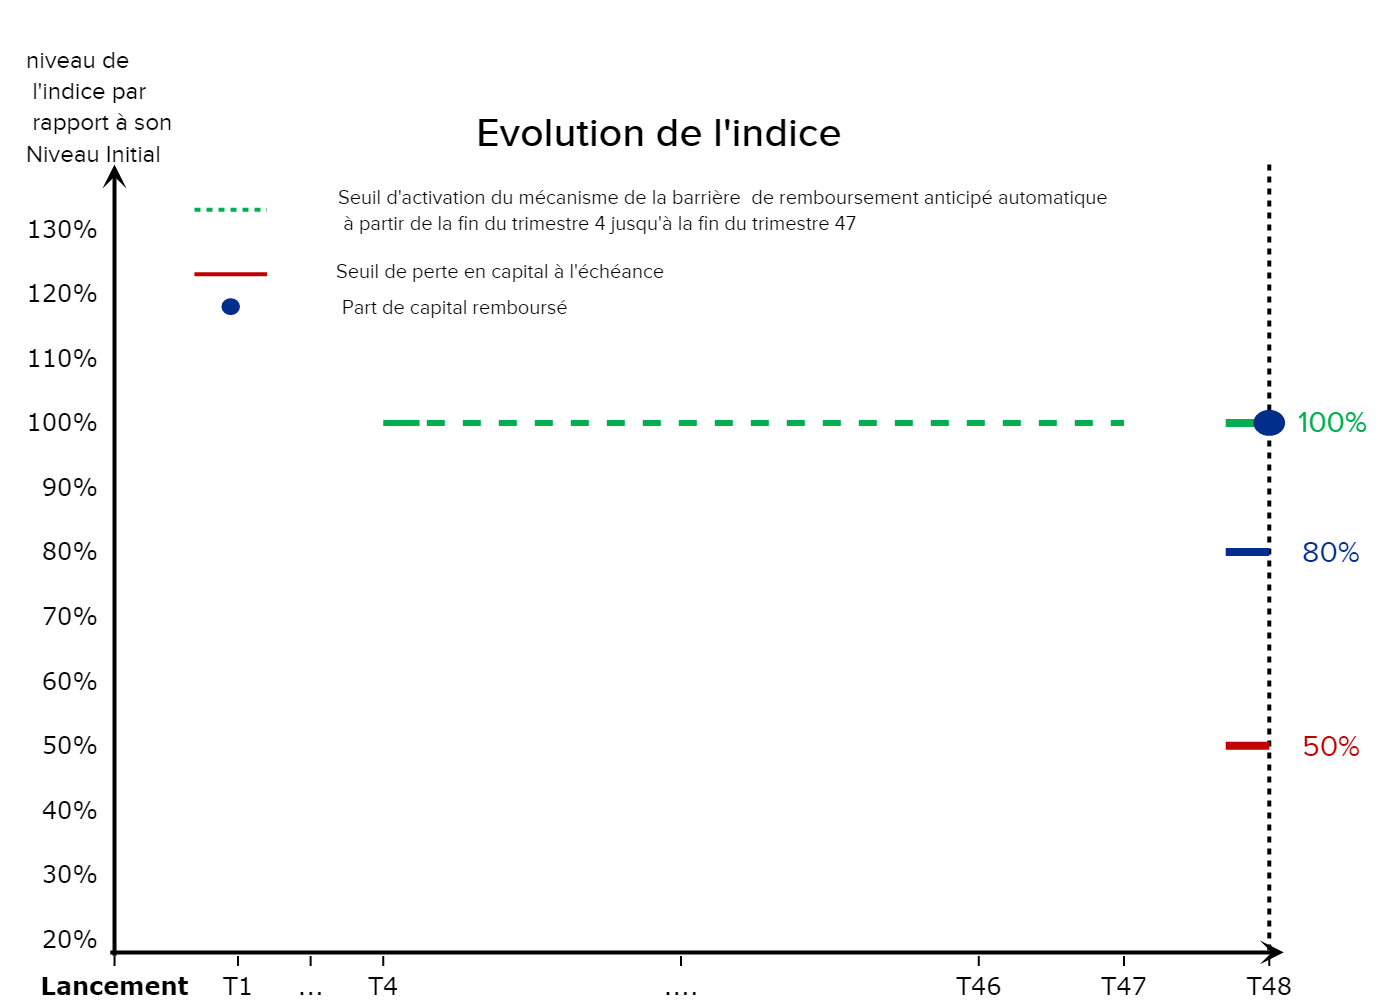 niveau de
l'indice par
rapport à son
Niveau Initial
Evolution de l'indice
Seuil d'activation du mécanisme de la barrière de remboursement anticipé automatique
à partir de la fin du trimestre 4 jusqu'à la fin du trimestre 47
Seuil de perte en capital à l'échéance
Part de capital remboursé
130%
120%
110%
100%
100%
90%
80%
80%
70%
60%
50%
50%
40%
30%
20%
Lancement T1 ... T4 .... T46 T47 T48